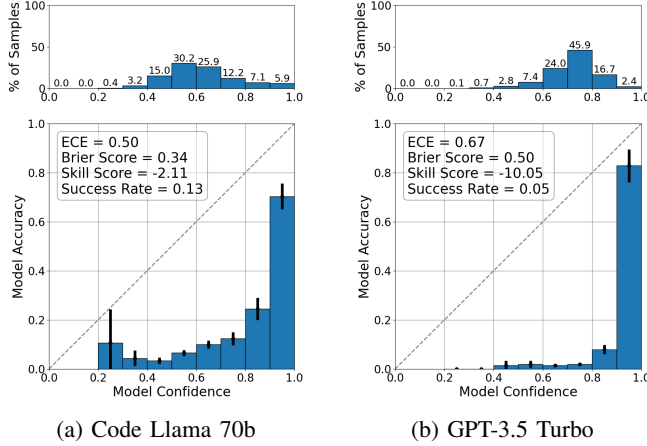 % of Samples
100
50
0
0.0 0.0 0.4 3.2 15.0 30.2 25.9 12.2 7.1 5.9
0.0 0.2 0.4 0.6 0.8 1.0
Model Accuracy
1.0
0.8
0.6
0.4
0.2
0.0
ECE = 0.50
Brier Score = 0.34
Skill Score = -2.11
Success Rate = 0.13
0.0 0.2 0.4 0.6 0.8 1.0
Model Confidence
(a) Code Llama 70b
% of Samples
100
50
0
0.0 0.0 0.1 0.7 2.8 7.4 24.0 45.9 16.7 2.4
0.0 0.2 0.4 0.6 0.8 1.0
Model Accuracy
1.0
0.8
0.6
0.4
0.2
0.0
ECE = 0.67
Brier Score = 0.50
Skill Score = -10.05
Success Rate = 0.05
0.0 0.2 0.4 0.6 0.8 1.0
Model Confidence
(b) GPT-3.5 Turbo